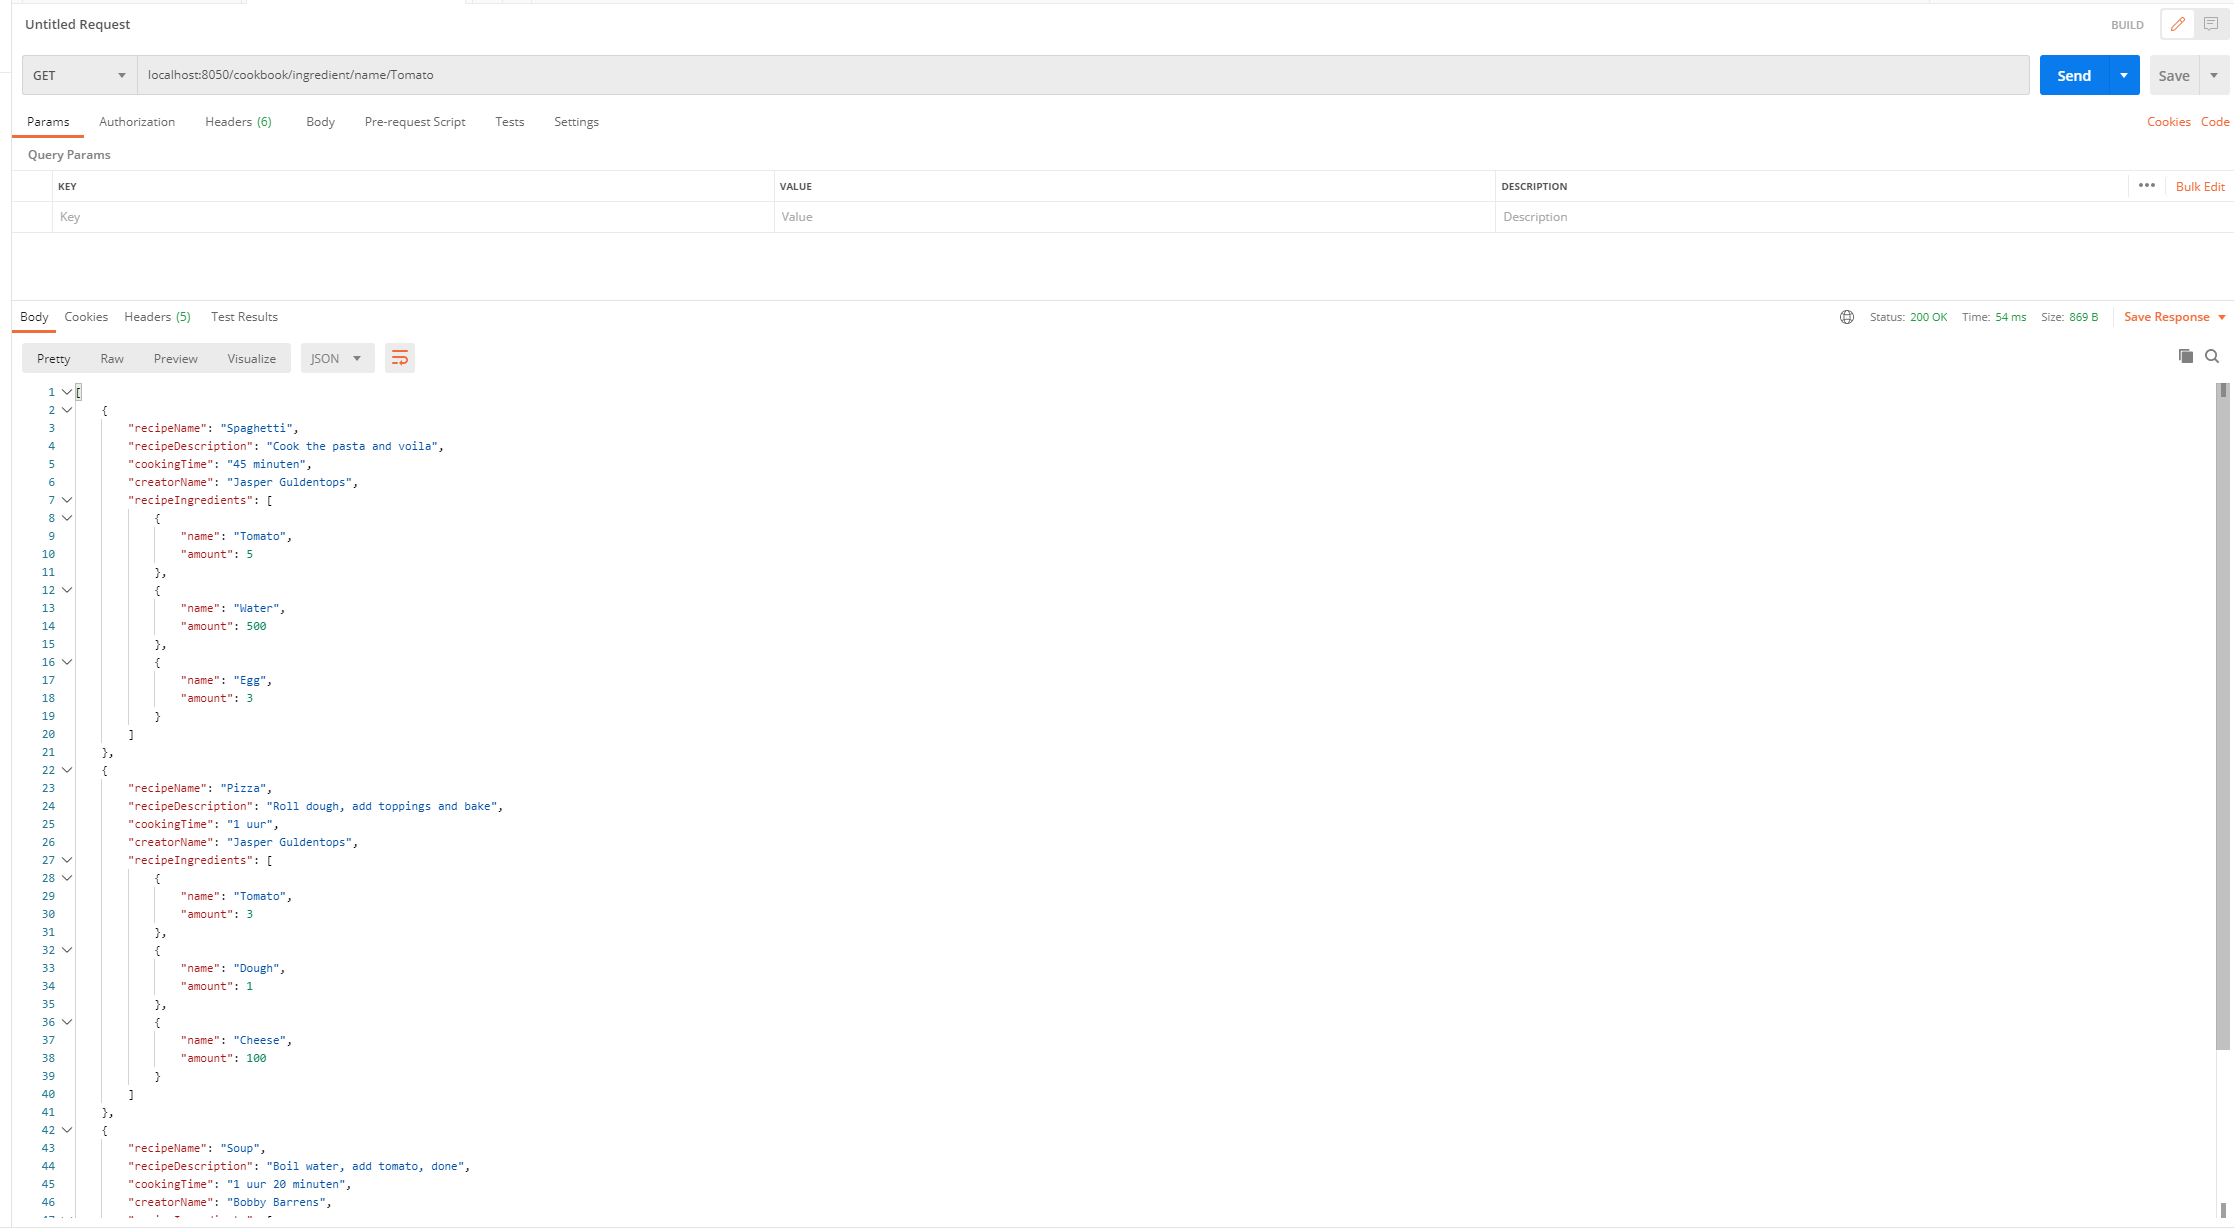 Untitled Request
BUILD
GET
localhost:8050/cookbook/ingredient/name/Tomato
Send
Save
Params Authorization Headers (6) Body Pre-request Script Tests Settings
Cookies Code
Query Params
KEY VALUE DESCRIPTION ••• Bulk Edit
Key Value Description
Body Cookies Headers (5) Test Results
Status: 200 OK Time: 54 ms Size: 869 B Save Response
Pretty Raw Preview Visualize JSON
1 [
2 {
3 "recipeName": "Spaghetti",
4 "recipeDescription": "Cook the pasta and voila",
5 "cookingTime": "45 minuten",
6 "creatorName": "Jasper Guldentops",
7 "recipeIngredients": [
8 {
9 "name": "Tomato",
10 "amount": 5
11 },
12 {
13 "name": "Water",
14 "amount": 500
15 },
16 {
17 "name": "Egg",
18 "amount": 3
19 }
20 ]
21 },
22 {
23 "recipeName": "Pizza",
24 "recipeDescription": "Roll dough, add toppings and bake",
25 "cookingTime": "1 uur",
26 "creatorName": "Jasper Guldentops",
27 "recipeIngredients": [
28 {
29 "name": "Tomato",
30 "amount": 3
31 },
32 {
33 "name": "Dough",
34 "amount": 1
35 },
36 {
37 "name": "Cheese",
38 "amount": 100
39 }
40 ]
41 },
42 {
43 "recipeName": "Soup",
44 "recipeDescription": "Boil water, add tomato, done",
45 "cookingTime": "1 uur 20 minuten",
46 "creatorName": "Bobby Barrens",